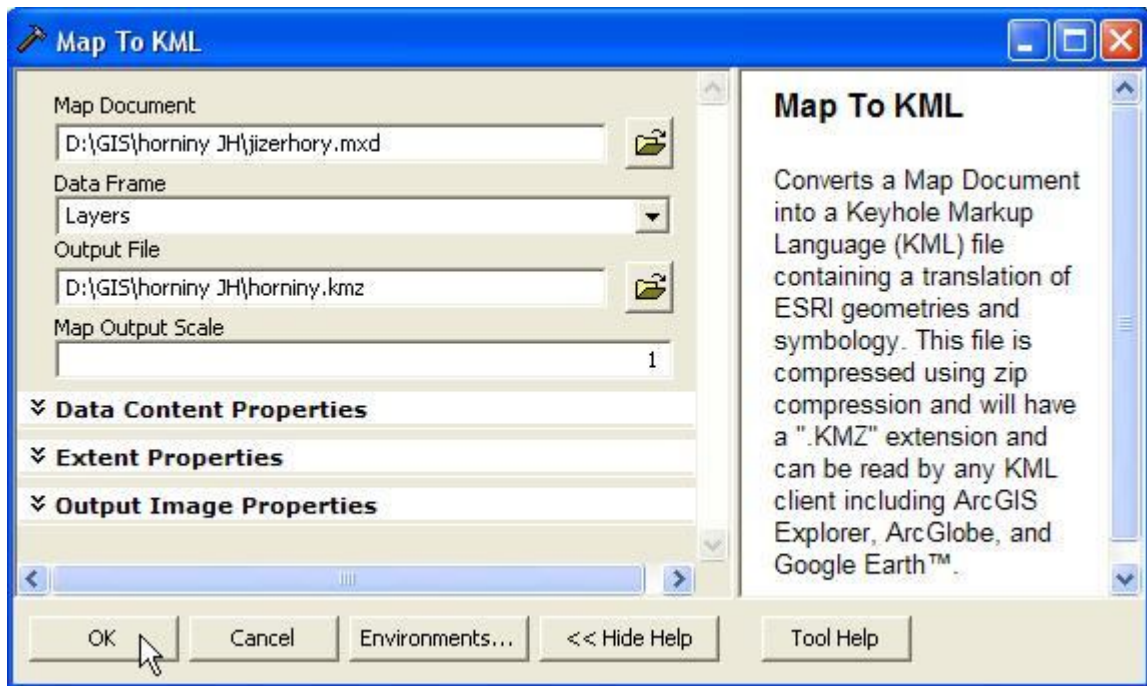 Map To KML
Map Document
D:\GIS\horniny JH\jizerhory.mxd
Data Frame
Layers
Output File
D:\GIS\horniny JH\horniny.kmz
Map Output Scale
1
Data Content Properties
Extent Properties
Output Image Properties
Map To KML
Converts a Map Document
into a Keyhole Markup
Language (KML) file
containing a translation of
ESRI geometries and
symbology. This file is
compressed using zip
compression and will have
a ".KMZ" extension and
can be read by any KML
client including ArcGIS
Explorer, ArcGlobe, and
Google Earth™.
OK
Cancel
Environments...
<< Hide Help
Tool Help